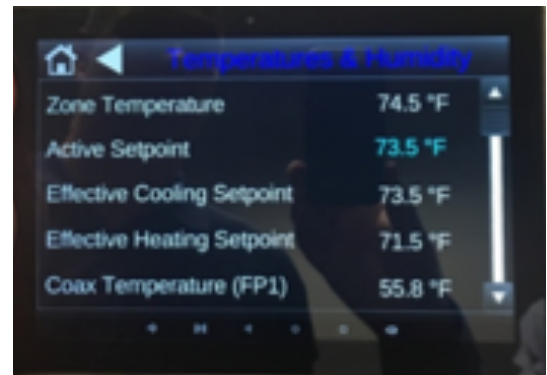 Temperatures & Humidity
Zone Temperature 74.5 °F
Active Setpoint 73.5 °F
Effective Cooling Setpoint 73.5 °F
Effective Heating Setpoint 71.5 °F
Coax Temperature (FP1) 55.8 °F